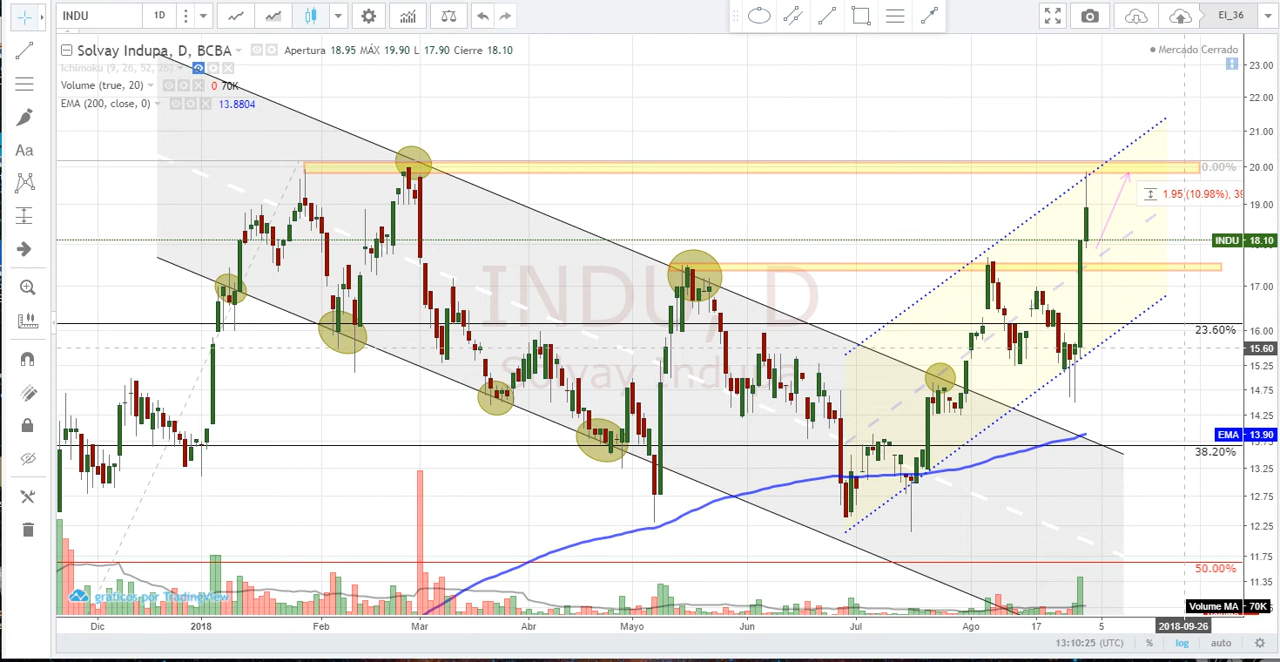 INDU 1D EI_36
Solvay Indupa, D, BCBA Apertura 18.95 MÁX 19.90 L 17.90 Cierre 18.10
Mercado Cerrado
Ichimoku (9, 26, 52, 26)
Volume (true, 20) 0 70K
EMA (200, close, 0) 13.8804
Aa
23.00
22.00
21.00
0.00% 20.00
1.95 (10.98%), 39
19.00
INDU 18.10
INDU, D
Solvay Indupa
17.00
16.00
23.60%
15.60
15.25
14.75
14.25
EMA 13.90
38.20%
13.25
12.75
12.25
11.75
50.00%
11.35
gráficos por TradingView
Volume MA 70K
Dic 2018 Feb Mar Abr Mayo Jun Jul Ago 17 5 2018-09-26
13:10:25 (UTC) % log auto